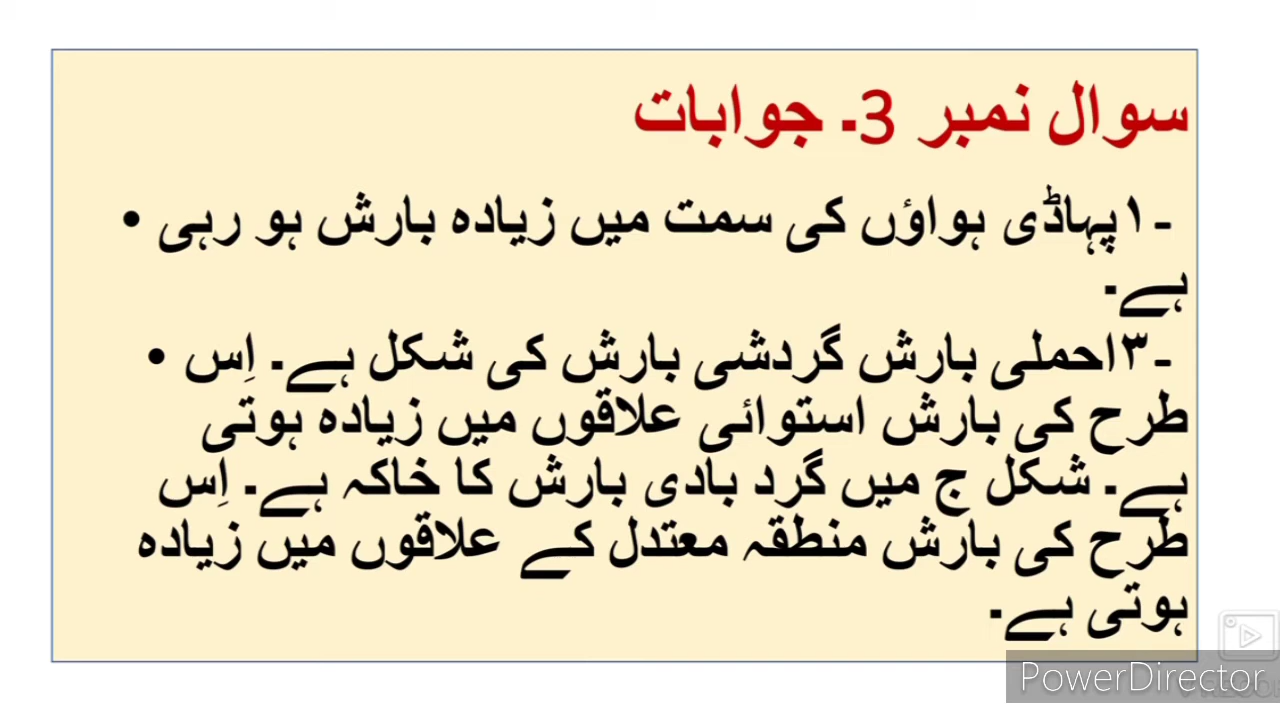 سوال نمبر 3۔ جوابات
۔۱پہاڈی ہواؤں کی سمت میں زیادہ بارش ہو رہی •
ہے۔
۔۳احملی بارش گردشی بارش کی شکل ہے۔ اِس •
طرح کی بارش استوائی علاقوں میں زیادہ ہوتی
ہے۔ شکل ج میں گرد بادی بارش کا خاکہ ہے۔ اِس
طرح کی بارش منطقہ معتدل کے علاقوں میں زیادہ
ہوتی ہے۔
PowerDirector